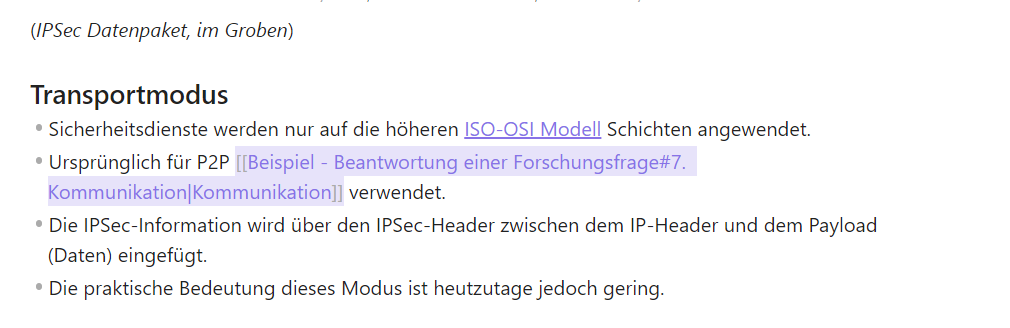 (IPSec Datenpaket, im Groben)
Transportmodus
Sicherheitsdienste werden nur auf die höheren ISO-OSI Modell Schichten angewendet.
Ursprünglich für P2P [[Beispiel - Beantwortung einer Forschungsfrage#7.
Kommunikation|Kommunikation]] verwendet.
Die IPSec-Information wird über den IPSec-Header zwischen dem IP-Header und dem Payload
(Daten) eingefügt.
Die praktische Bedeutung dieses Modus ist heutzutage jedoch gering.